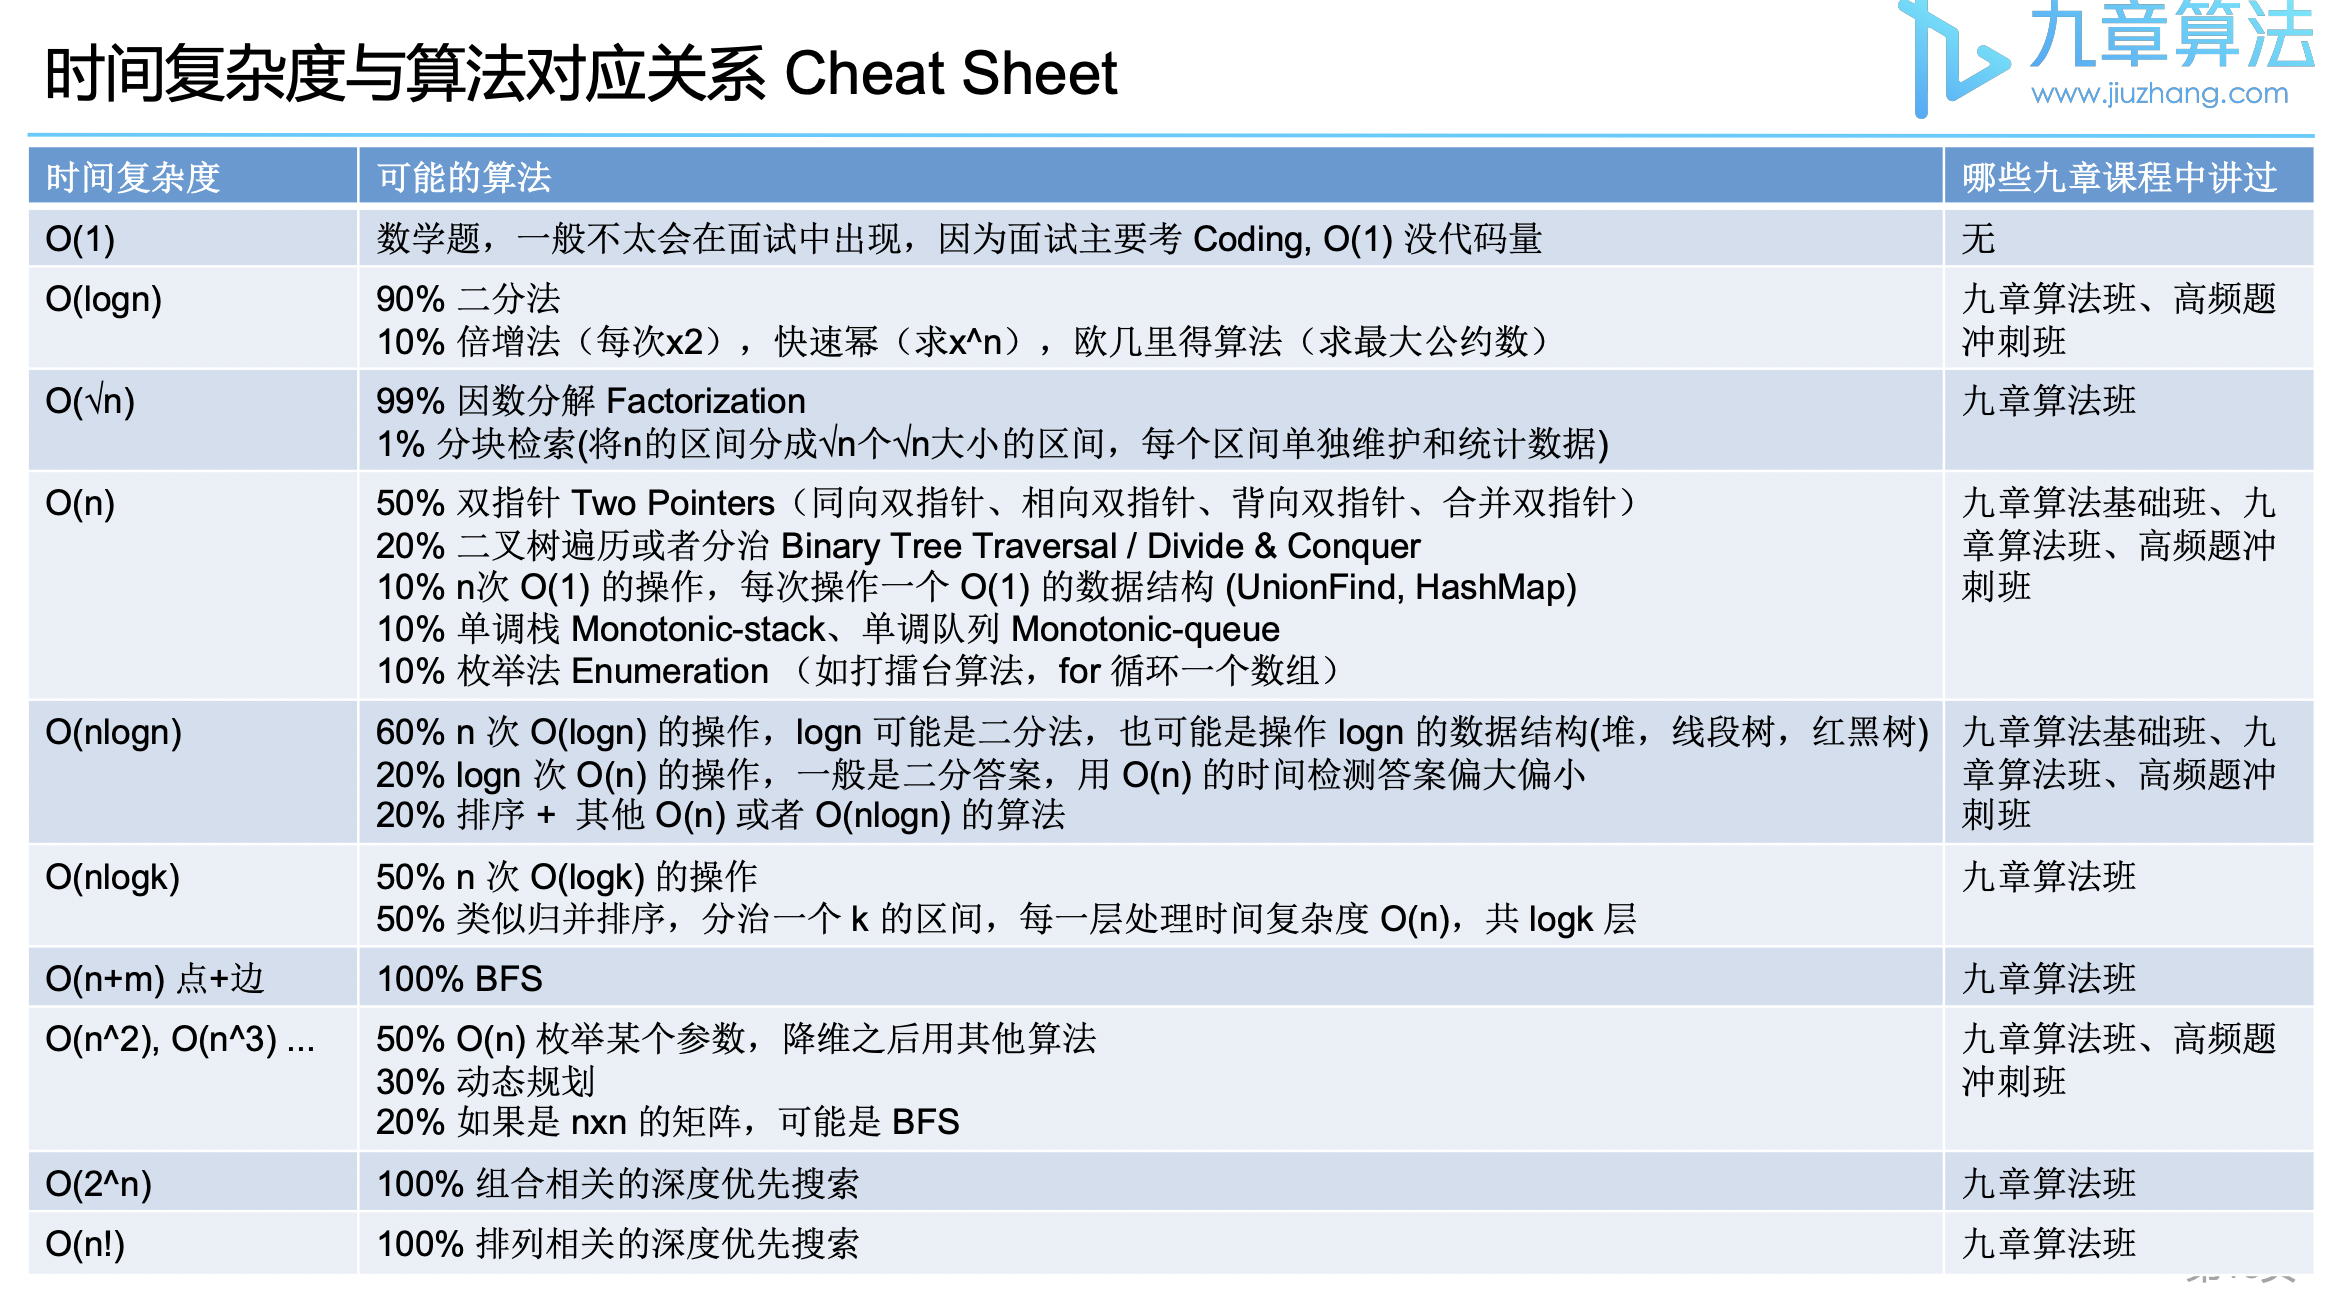 时间复杂度与算法对应关系 Cheat Sheet
九章算法
www.jiuzhang.com
时间复杂度
可能的算法
哪些九章课程中讲过
O(1)
数学题，一般不太会在面试中出现，因为面试主要考 Coding, O(1) 没代码量
无
O(logn)
90% 二分法
10% 倍增法（每次x2），快速幂（求x^n），欧几里得算法（求最大公约数）
九章算法班、高频题
冲刺班
O(√n)
99% 因数分解 Factorization
1% 分块检索(将n的区间分成√n个√n大小的区间，每个区间单独维护和统计数据)
九章算法班
O(n)
50% 双指针 Two Pointers（同向双指针、相向双指针、背向双指针、合并双指针）
20% 二叉树遍历或者分治 Binary Tree Traversal / Divide & Conquer
10% n次 O(1) 的操作，每次操作一个 O(1) 的数据结构 (UnionFind, HashMap)
10% 单调栈 Monotonic-stack、单调队列 Monotonic-queue
10% 枚举法 Enumeration （如打擂台算法，for 循环一个数组）
九章算法基础班、九
章算法班、高频题冲
刺班
O(nlogn)
60% n 次 O(logn) 的操作，logn 可能是二分法，也可能是操作 logn 的数据结构(堆，线段树，红黑树)
20% logn 次 O(n) 的操作，一般是二分答案，用 O(n) 的时间检测答案偏大偏小
20% 排序 + 其他 O(n) 或者 O(nlogn) 的算法
九章算法基础班、九
章算法班、高频题冲
刺班
O(nlogk)
50% n 次 O(logk) 的操作
50% 类似归并排序，分治一个 k 的区间，每一层处理时间复杂度 O(n)，共 logk 层
九章算法班
O(n+m) 点+边
100% BFS
九章算法班
O(n^2), O(n^3) ...
50% O(n) 枚举某个参数，降维之后用其他算法
30% 动态规划
20% 如果是 nxn 的矩阵，可能是 BFS
九章算法班、高频题
冲刺班
O(2^n)
100% 组合相关的深度优先搜索
九章算法班
O(n!)
100% 排列相关的深度优先搜索
九章算法班